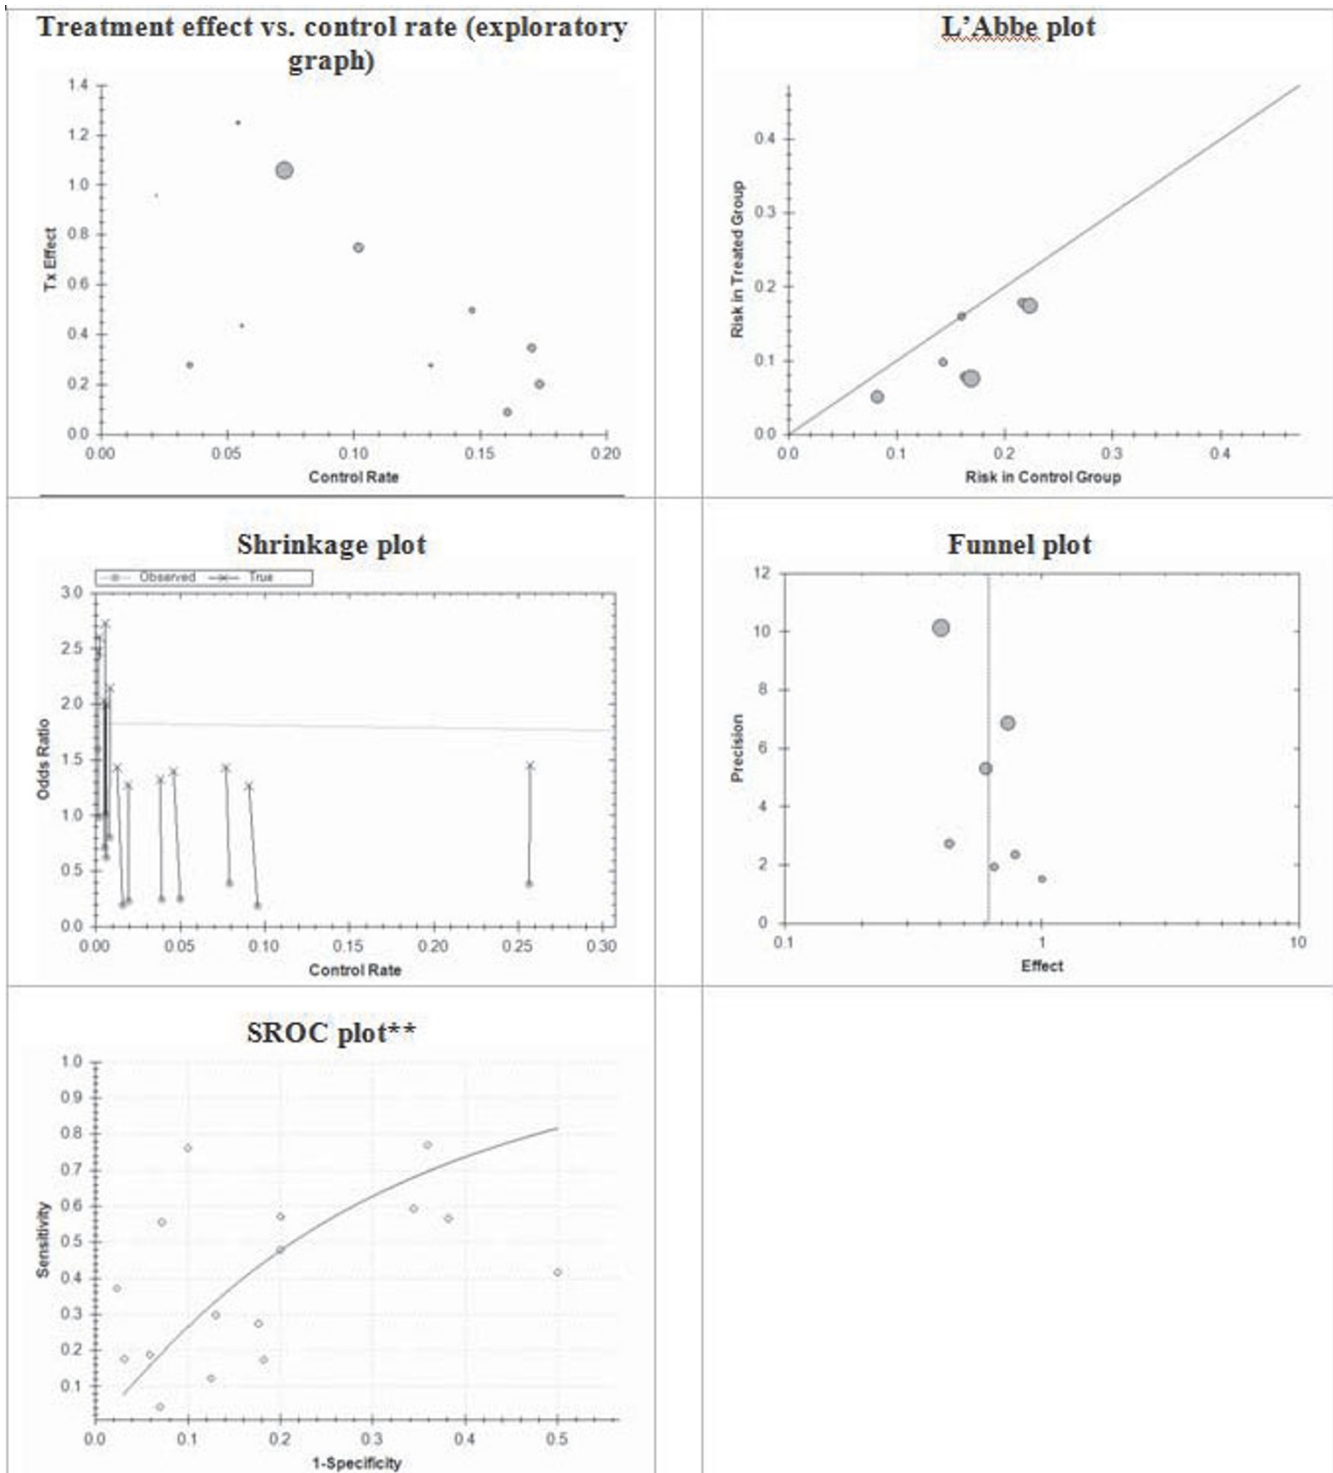 Treatment effect vs. control rate (exploratory
graph)
1.4
1.2
1.0
0.8
0.6
0.4
0.2
0.0
Tx Effect
0.00 0.05 0.10 0.15 0.20
Control Rate
L'Abbe plot
0.4
0.3
0.2
0.1
0.0
Risk in Treated Group
0.0 0.1 0.2 0.3 0.4
Risk in Control Group
Shrinkage plot
Observed True
3.0
2.5
2.0
1.5
1.0
0.5
0.0
Odds Ratio
0.00 0.05 0.10 0.15 0.20 0.25 0.30
Control Rate
Funnel plot
12
10
8
6
4
2
0
Precision
0.1 1 10
Effect
SROC plot**
1.0
0.9
0.8
0.7
0.6
0.5
0.4
0.3
0.2
0.1
Sensitivity
0.0 0.1 0.2 0.3 0.4 0.5
1-Specificity